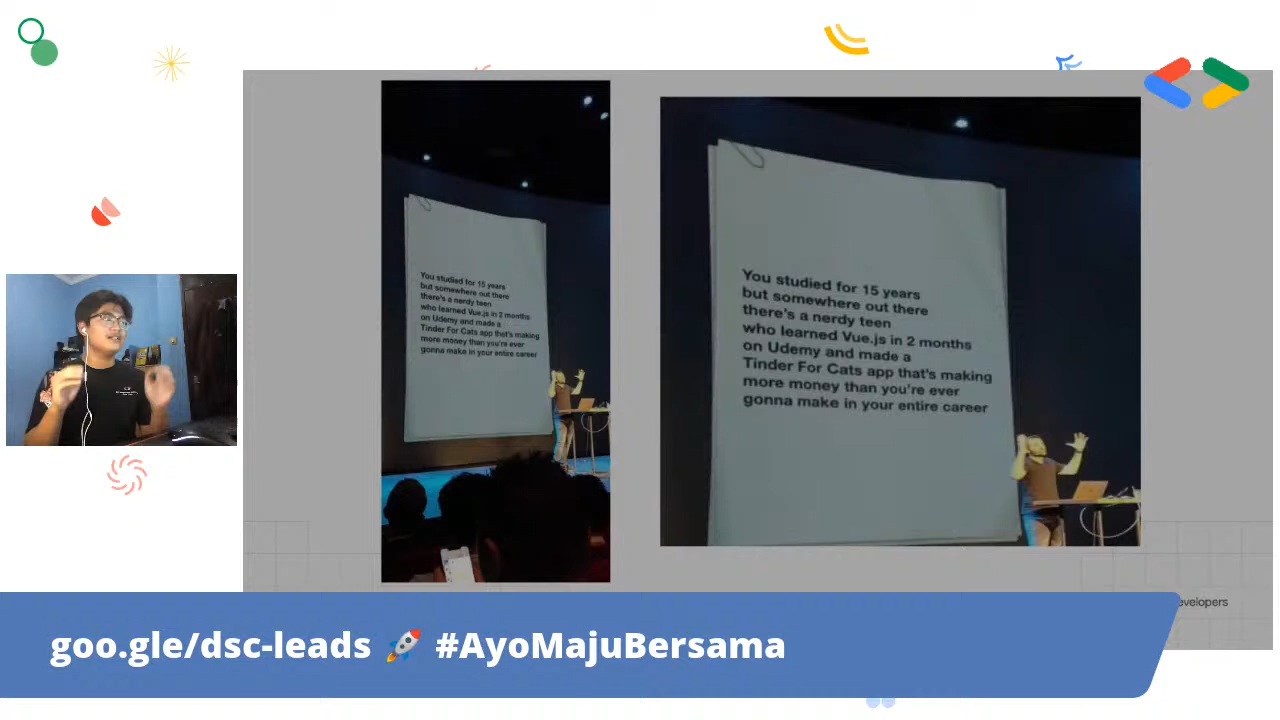 You studied for 15 years
but somewhere out there
there's a nerdy teen
who learned Vue.js in 2 months
on Udemy and made a
Tinder For Cats app that's making
more money than you're ever
gonna make in your entire career
You studied for 15 years
but somewhere out there
there's a nerdy teen
who learned Vue.js in 2 months
on Udemy and made a
Tinder For Cats app that's making
more money than you're ever
gonna make in your entire career
evelopers
goo.gle/dsc-leads 🚀 #AyoMajuBersama